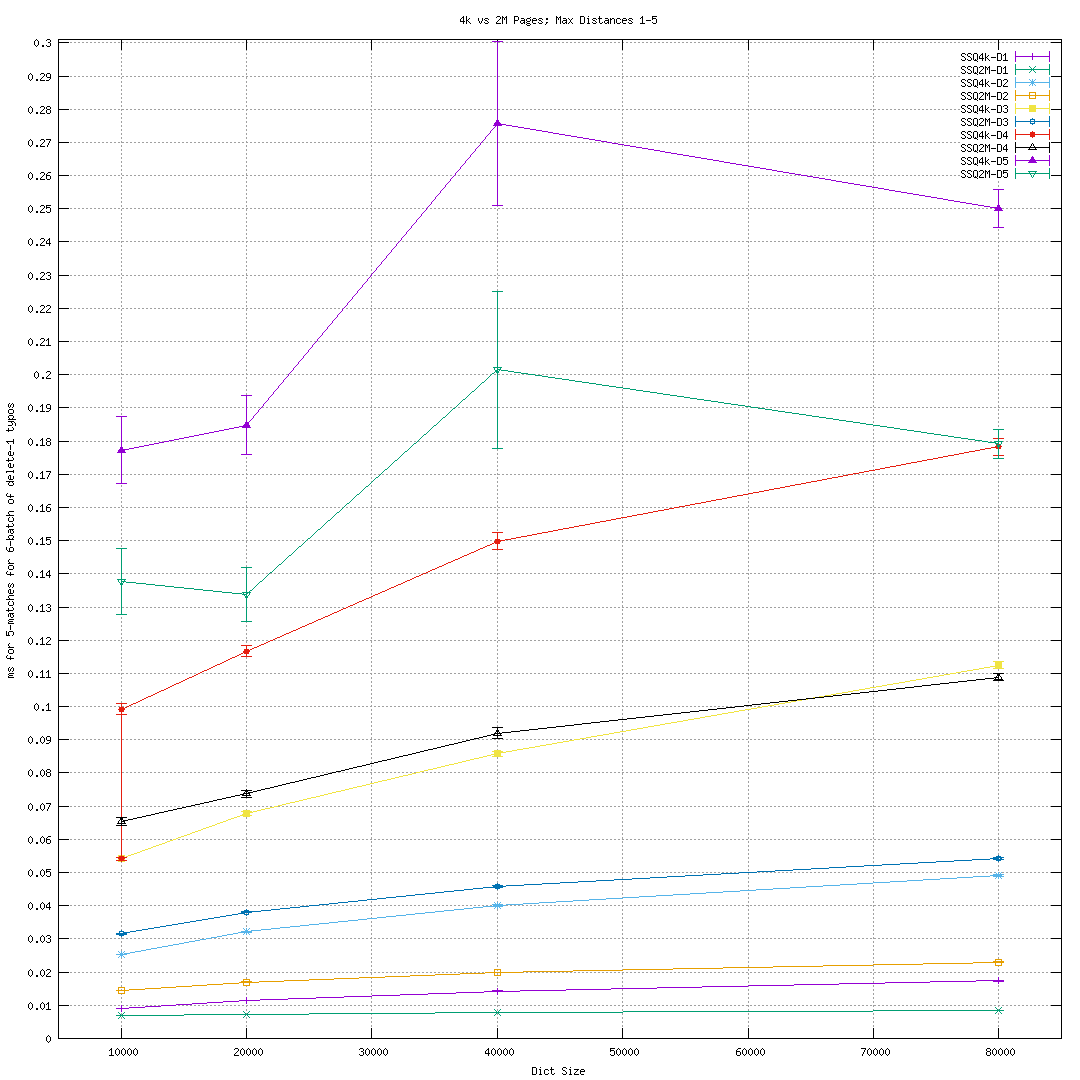 4k vs 2M Pages; Max Distances 1-5
SSQ4k-D1
SSQ2M-D1
SSQ4k-D2
SSQ2M-D2
SSQ4k-D3
SSQ2M-D3
SSQ4k-D4
SSQ2M-D4
SSQ4k-D5
SSQ2M-D5
ms for 5-matches for 6-batch of delete-1 typos
0.3
0.29
0.28
0.27
0.26
0.25
0.24
0.23
0.22
0.21
0.2
0.19
0.18
0.17
0.16
0.15
0.14
0.13
0.12
0.11
0.1
0.09
0.08
0.07
0.06
0.05
0.04
0.03
0.02
0.01
0
10000 20000 30000 40000 50000 60000 70000 80000
Dict Size